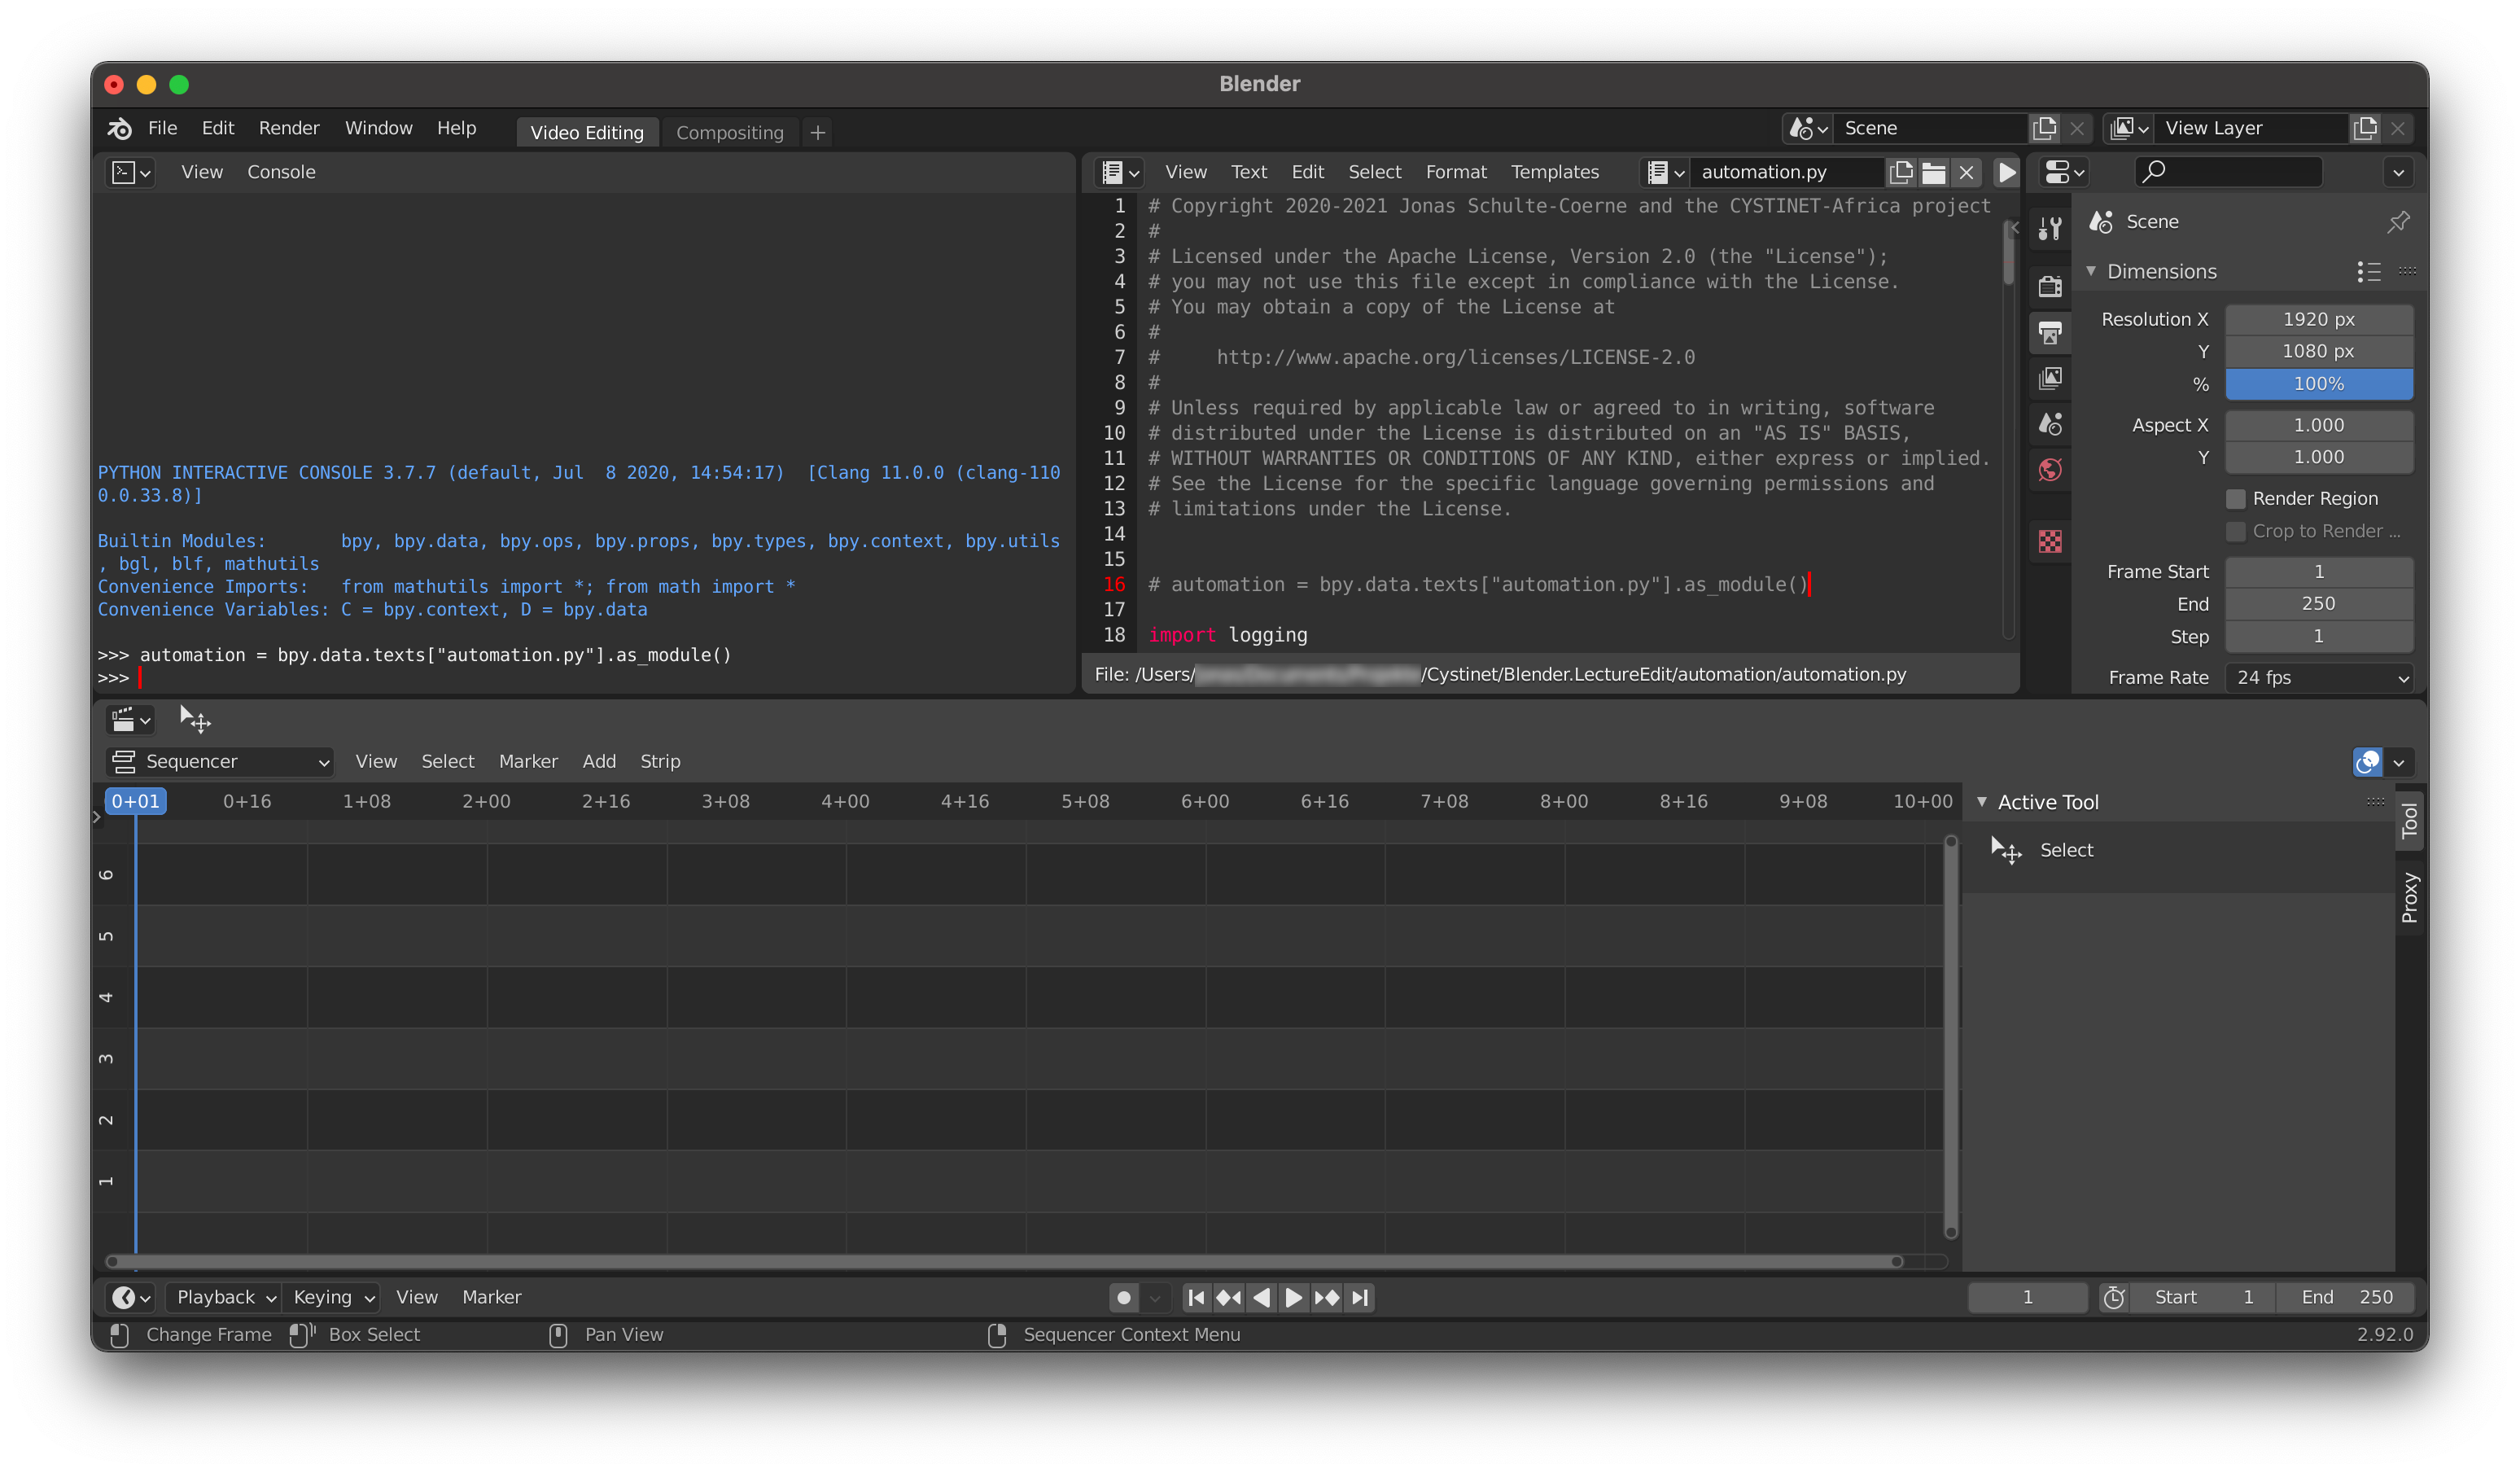 Blender
File Edit Render Window Help Video Editing Compositing + Scene View Layer
View Console
PYTHON INTERACTIVE CONSOLE 3.7.7 (default, Jul  8 2020, 14:54:17)  [Clang 11.0.0 (clang-110
0.0.33.8)]
Builtin Modules:       bpy, bpy.data, bpy.ops, bpy.props, bpy.types, bpy.context, bpy.utils
, bgl, blf, mathutils
Convenience Imports:   from mathutils import *; from math import *
Convenience Variables: C = bpy.context, D = bpy.data
>>> automation = bpy.data.texts["automation.py"].as_module()
>>>
View Text Edit Select Format Templates automation.py
1 # Copyright 2020-2021 Jonas Schulte-Coerne and the CYSTINET-Africa project
2 #
3 # Licensed under the Apache License, Version 2.0 (the "License");
4 # you may not use this file except in compliance with the License.
5 # You may obtain a copy of the License at
6 #
7 #     http://www.apache.org/licenses/LICENSE-2.0
8 #
9 # Unless required by applicable law or agreed to in writing, software
10 # distributed under the License is distributed on an "AS IS" BASIS,
11 # WITHOUT WARRANTIES OR CONDITIONS OF ANY KIND, either express or implied.
12 # See the License for the specific language governing permissions and
13 # limitations under the License.
14
15
16 # automation = bpy.data.texts["automation.py"].as_module()
17
18 import logging
File: /Users/ /Cystinet/Blender.LectureEdit/automation/automation.py
Scene
Dimensions
Resolution X 1920 px
Y 1080 px
% 100%
Aspect X 1.000
Y 1.000
Render Region
Crop to Render ...
Frame Start 1
End 250
Step 1
Frame Rate 24 fps
Sequencer View Select Marker Add Strip
0+01 0+16 1+08 2+00 2+16 3+08 4+00 4+16 5+08 6+00 6+16 7+08 8+00 8+16 9+08 10+00
6
5
4
3
2
1
Active Tool
Select
Tool
Proxy
Playback Keying View Marker 1 Start 1 End 250
Change Frame Box Select Pan View Sequencer Context Menu 2.92.0